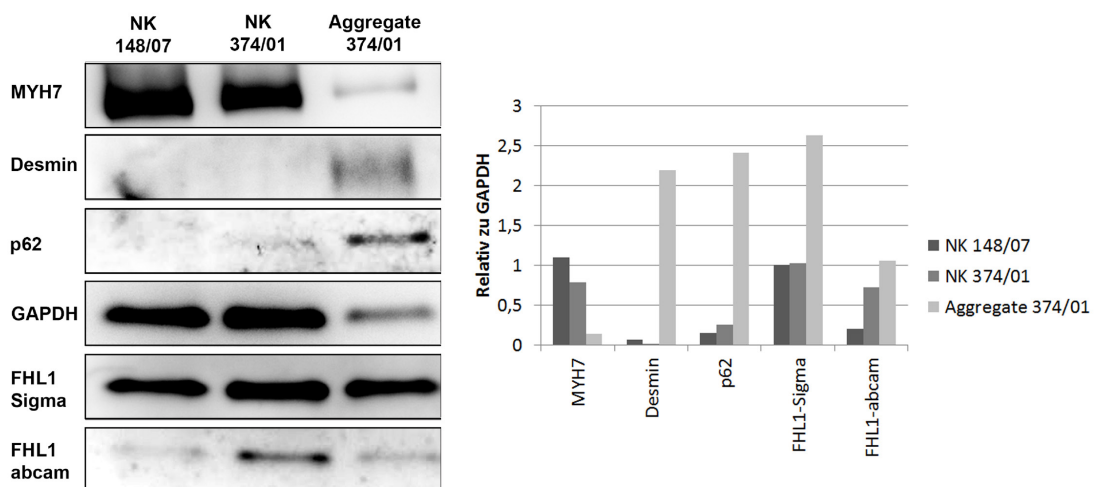 NK NK Aggregate
148/07 374/01 374/01
MYH7
Desmin
p62
GAPDH
FHL1
Sigma
FHL1
abcam
Relativ zu GAPDH
3
2,5
2
1,5
1
0,5
0
MYH7
Desmin
p62
FHL1-Sigma
FHL1-abcam
NK 148/07
NK 374/01
Aggregate 374/01